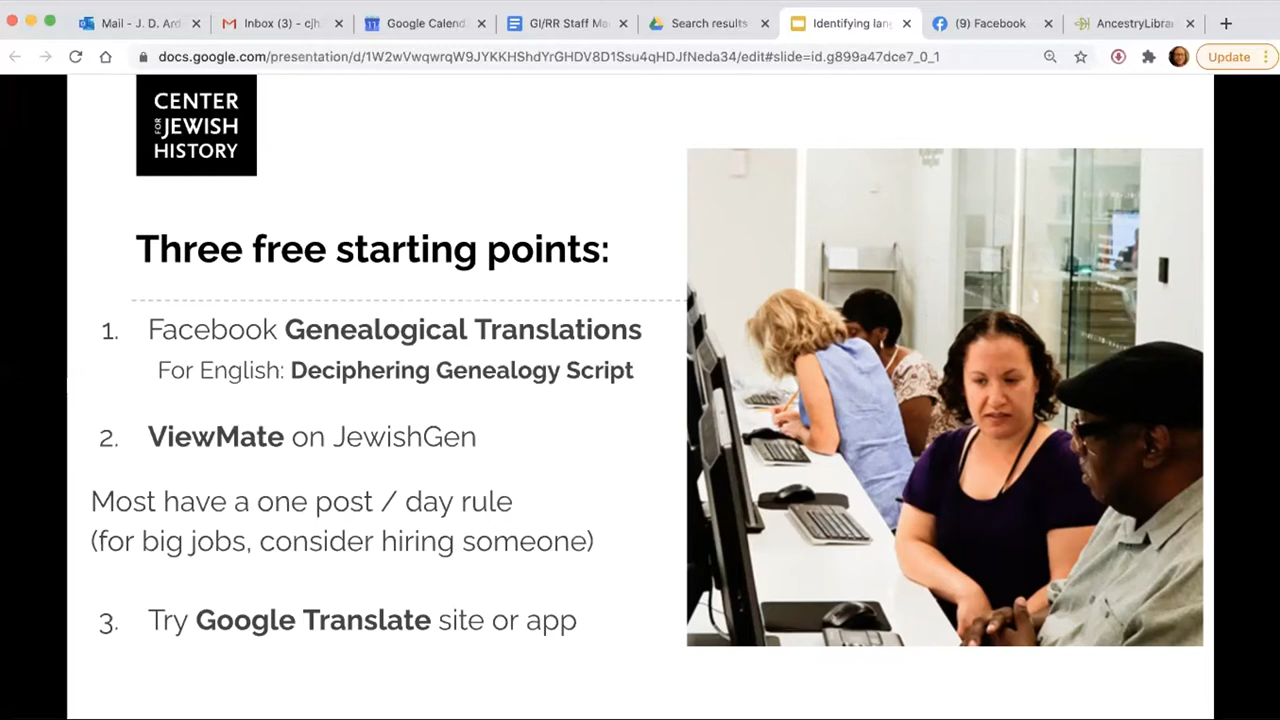 Mail - J. D. Ard
Inbox (3) - cjh.
Google Calend
GI/RR Staff Me
Search results
Identifying lan
(9) Facebook
AncestryLibrar
docs.google.com/presentation/d/1W2wVwqwrqW9JYKKHShdYrGHDV8D1Ssu4qHDJfNeda34/edit#slide=id.g899a47dce7_0_1
Update
CENTER
FOR JEWISH
HISTORY
Three free starting points:
1. Facebook Genealogical Translations
For English: Deciphering Genealogy Script
2. ViewMate on JewishGen
Most have a one post / day rule
(for big jobs, consider hiring someone)
3. Try Google Translate site or app